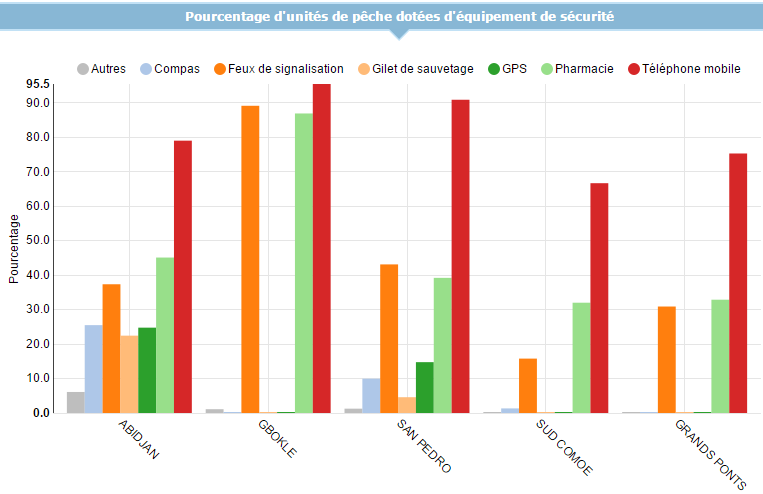 Pourcentage d'unités de pêche dotées d'équipement de sécurité
Autres Compas Feux de signalisation Gilet de sauvetage GPS Pharmacie Téléphone mobile
95.5
90.0
80.0
70.0
60.0
50.0
40.0
30.0
20.0
10.0
0.0
Pourcentage
ABIDJAN
GBOKLE
SAN PEDRO
SUD COMOE
GRANDS PONTS